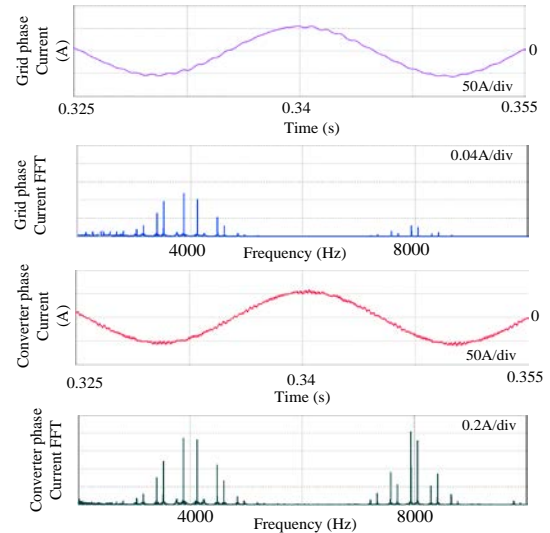 Grid phase
Current
(A)
0
50A/div
0.325
0.34
0.355
Time (s)
Grid phase
Current FFT
0.04A/div
4000
Frequency (Hz)
8000
Converter phase
Current
(A)
0
50A/div
0.325
0.34
0.355
Time (s)
Converter phase
Current FFT
0.2A/div
4000
Frequency (Hz)
8000